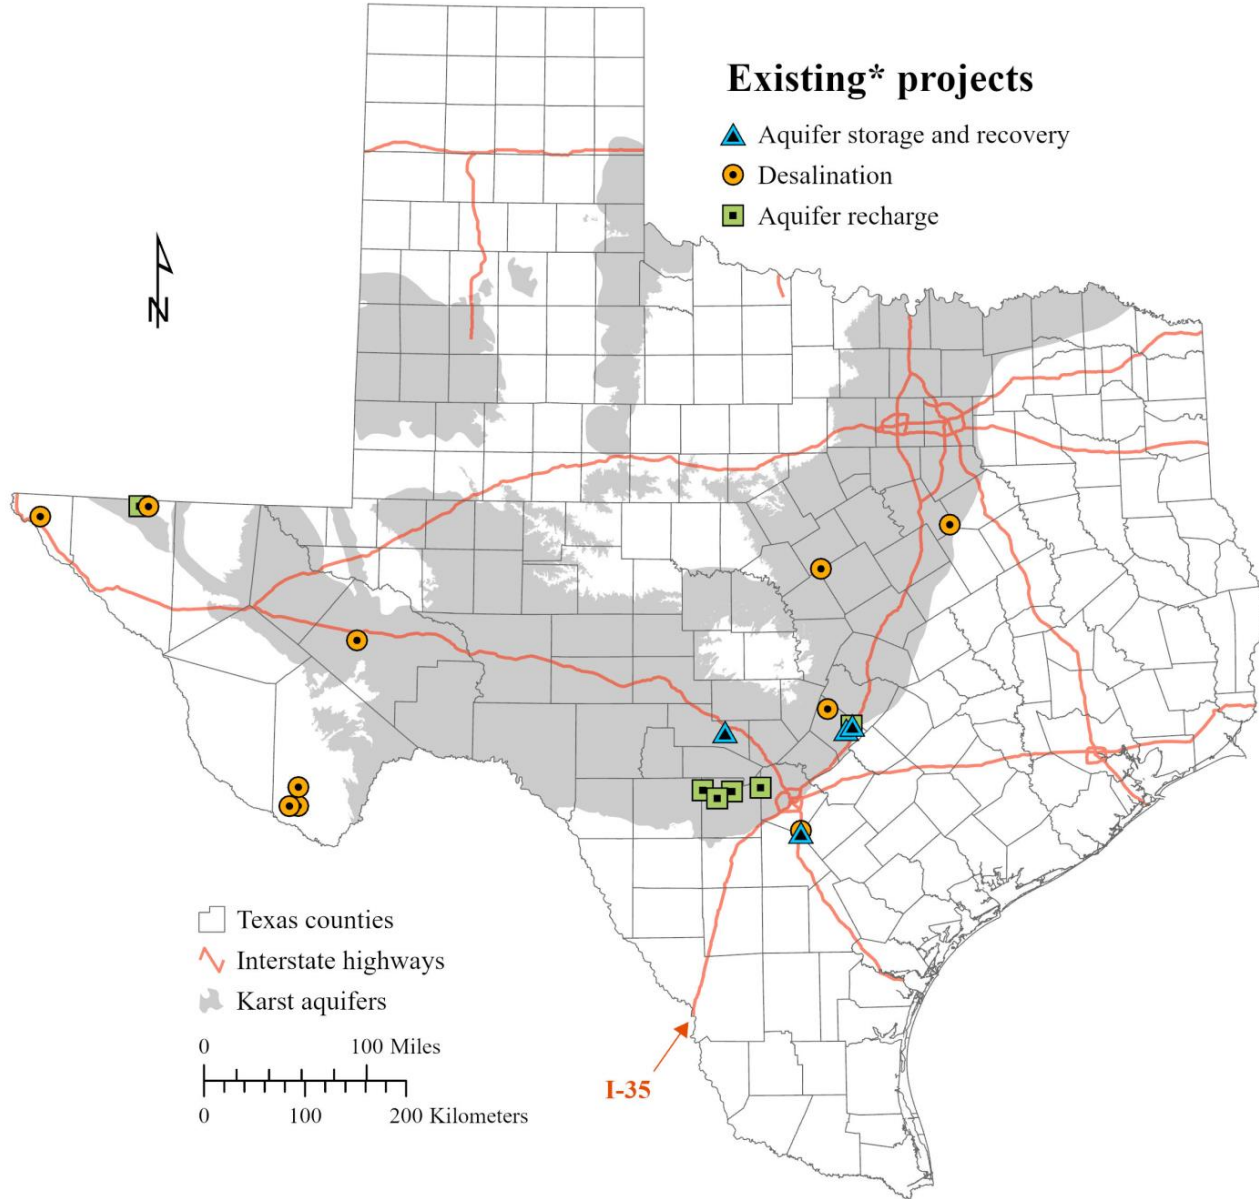 Existing* projects
Aquifer storage and recovery
Desalination
Aquifer recharge
N
Texas counties
Interstate highways
Karst aquifers
0 100 Miles
0 100 200 Kilometers
I-35